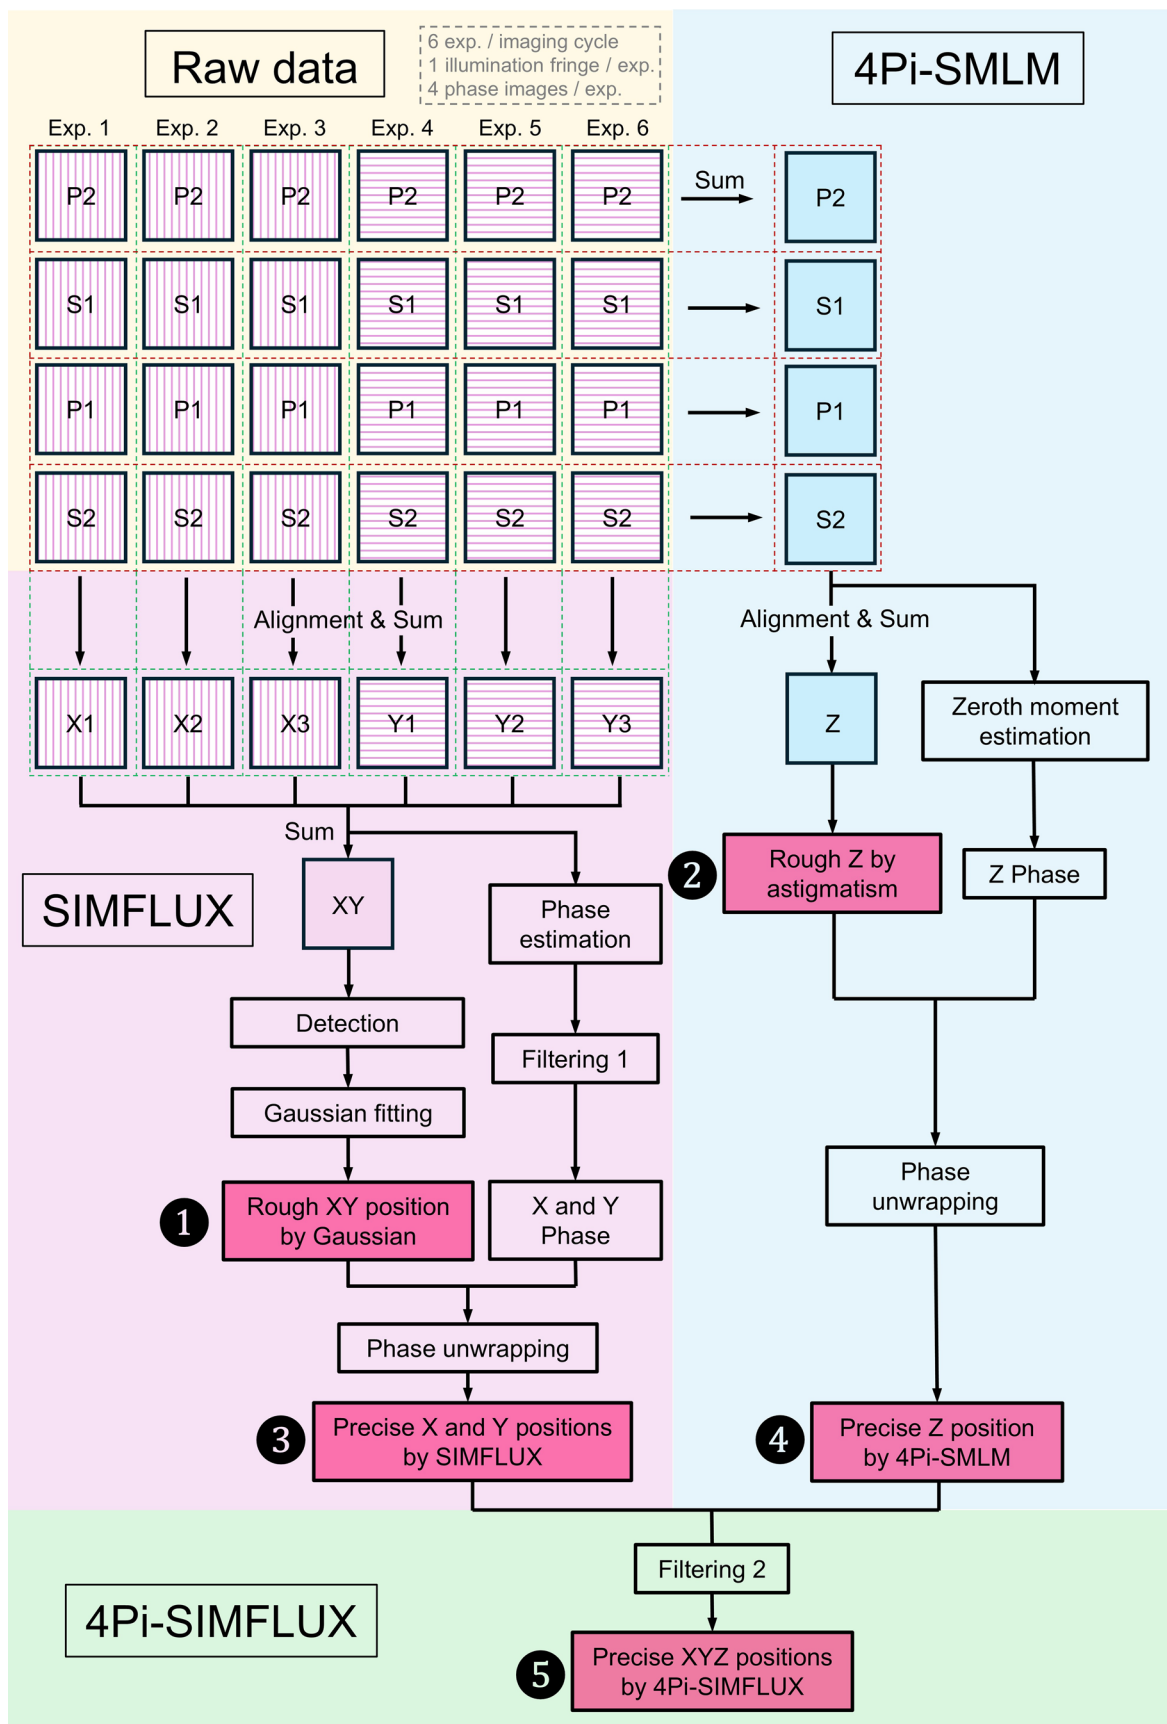 Raw data
6 exp. / imaging cycle
1 illumination fringe / exp.
4 phase images / exp.
4Pi-SMLM
Exp. 1 Exp. 2 Exp. 3 Exp. 4 Exp. 5 Exp. 6
P2 P2 P2 P2 P2 P2 Sum P2
S1 S1 S1 S1 S1 S1 S1
P1 P1 P1 P1 P1 P1 P1
S2 S2 S2 S2 S2 S2 S2
Alignment & Sum
Alignment & Sum
X1 X2 X3 Y1 Y2 Y3
Z
Zeroth moment
estimation
Sum
SIMFLUX
XY
Phase
estimation
2
Rough Z by
astigmatism
Z Phase
Detection
Filtering 1
Gaussian fitting
1
Rough XY position
by Gaussian
X and Y
Phase
Phase
unwrapping
Phase unwrapping
3
Precise X and Y positions
by SIMFLUX
4
Precise Z position
by 4Pi-SMLM
4Pi-SIMFLUX
Filtering 2
5
Precise XYZ positions
by 4Pi-SIMFLUX